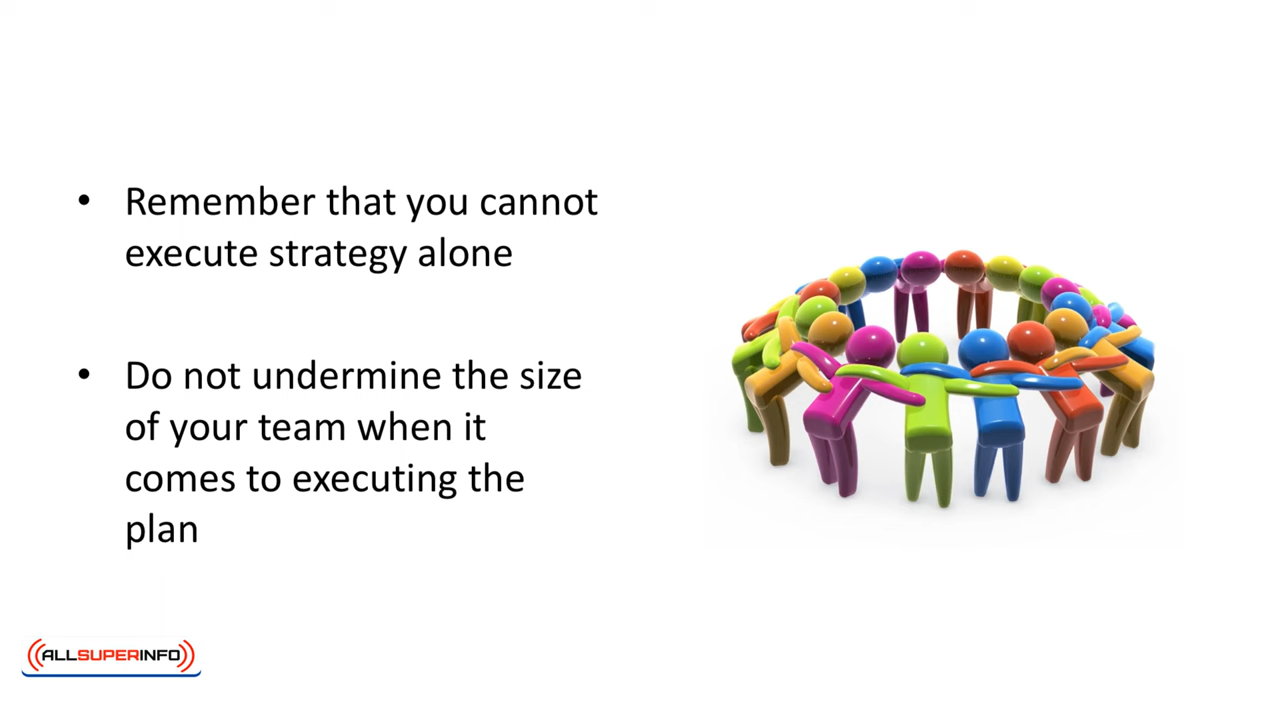 • Remember that you cannot
execute strategy alone
• Do not undermine the size
of your team when it
comes to executing the
plan
((ALLSUPERINFO))